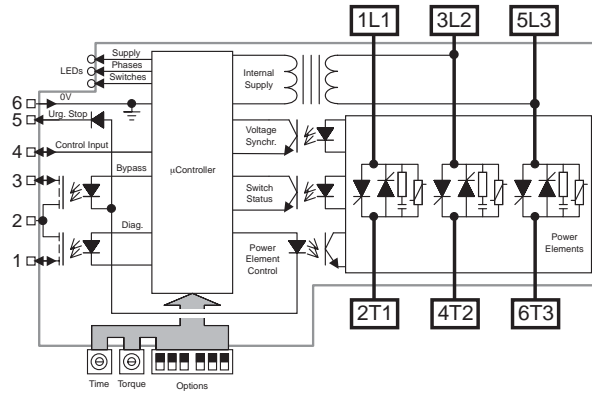 1L1
3L2
5L3
Supply
LEDs
Phases
Switches
Internal
Supply
6
0V
5
Urg. Stop
4
Control Input
Voltage
Synchr.
µController
3
Bypass
Switch
Status
2
Diag.
Power
Element
Control
Power
Elements
1
2T1
4T2
6T3
Time
Torque
Options